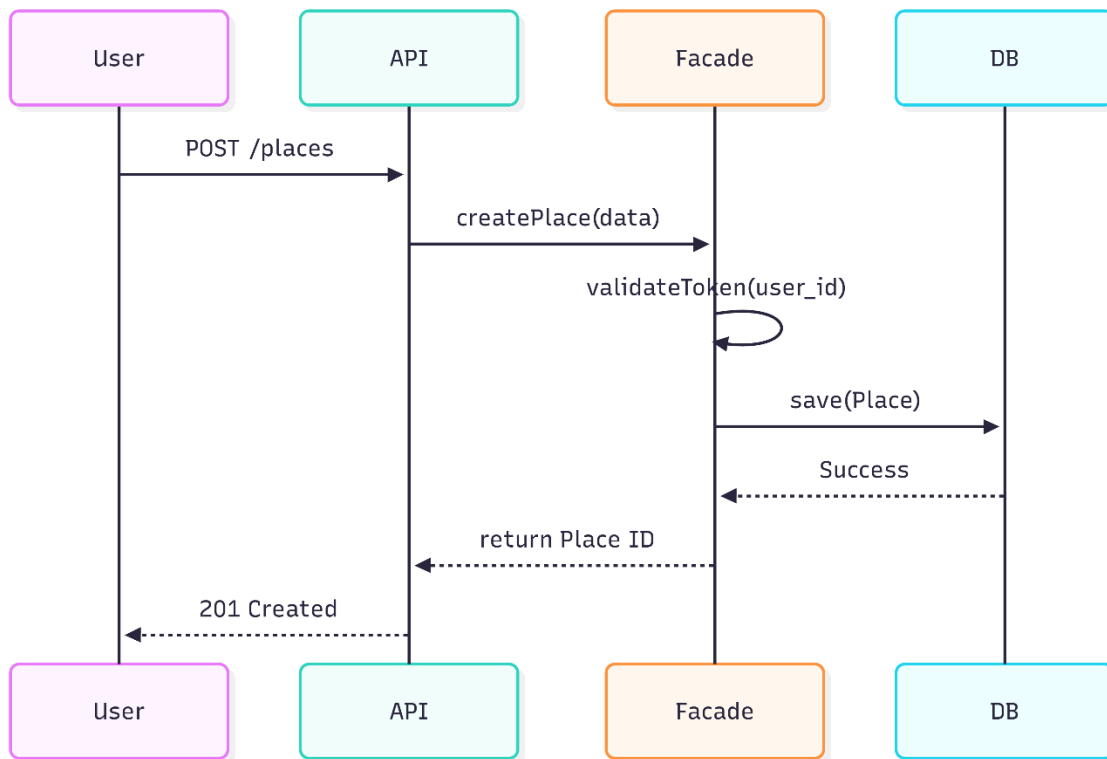 User
API
Facade
DB
POST /places
createPlace(data)
validateToken(user_id)
save(Place)
Success
return Place ID
201 Created
User
API
Facade
DB